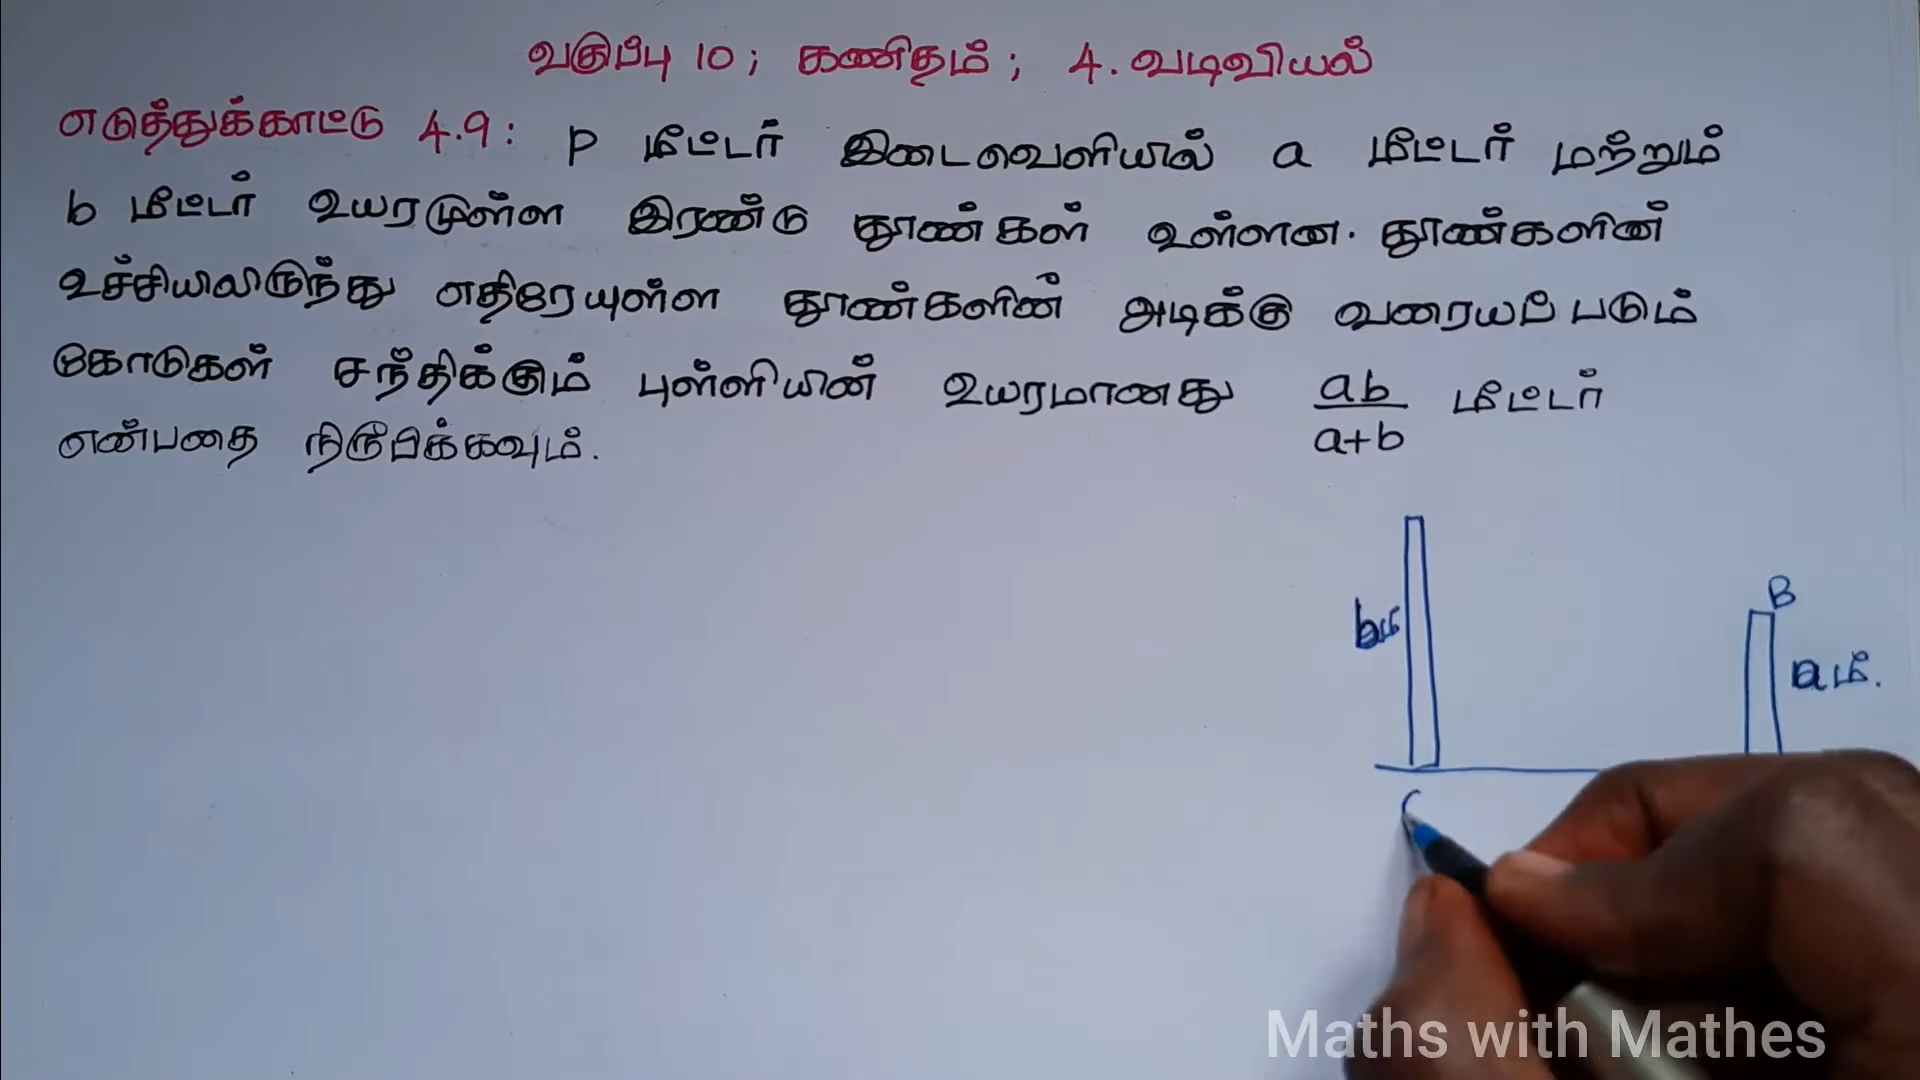 வகுப்பு 10; கணிதம்; 4. வடிவியல்
எடுத்துக்காட்டு 4.9: P மீட்டர் இடைவெளியில் a மீட்டர் மற்றும்
b மீட்டர் உயரமுள்ள இரண்டு தூண்கள் உள்ளன. தூண்களின்
உச்சியிலிருந்து எதிரேயுள்ள தூண்களின் அடிக்கு வரையப்படும்
கோடுகள் சந்திக்கும் புள்ளியின் உயரமானது ab/a+b மீட்டர்
என்பதை நிரூபிக்கவும்.
B
bமீ
aமீ.
Maths with Mathes